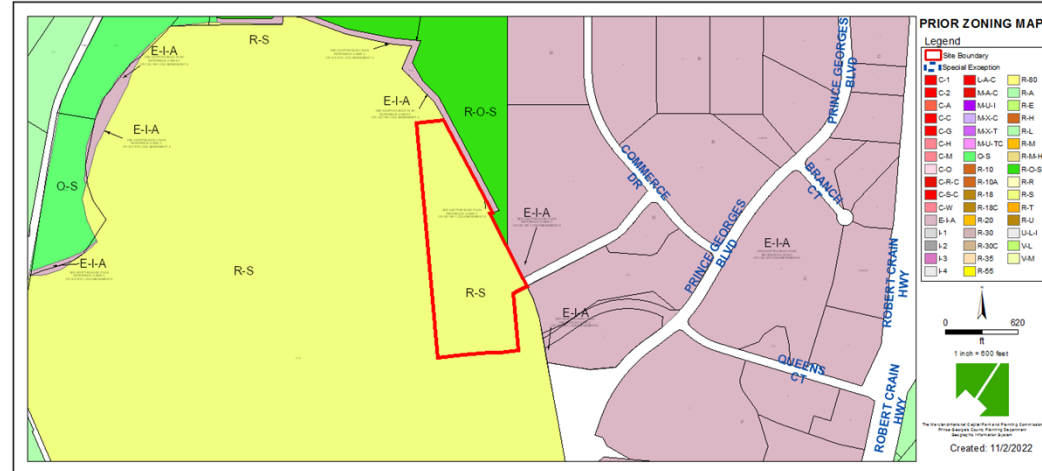 PRIOR ZONING MAP
Legend
Site Boundary
Special Exception
C-1
C-2
C-A
C-C
C-G
C-H
C-M
C-O
C-R-C
C-S-C
C-W
E-I-A
I-1
I-2
I-3
I-4
L-A-C
M-A-C
M-U-I
M-X-C
M-X-T
M-U-TC
O-S
R-10
R-10A
R-18
R-18C
R-20
R-30
R-30C
R-35
R-55
R-80
R-A
R-E
R-H
R-L
R-M
R-M-H
R-O-S
R-R
R-S
R-T
R-U
U-L-I
V-L
V-M
0 620
ft
1 inch = 600 feet
Created: 11/2/2022
E-I-A
R-S
E-I-A
R-O-S
E-I-A
O-S
E-I-A
R-S
R-S
E-I-A
E-I-A
E-I-A
COMMERCE
DR
PRINCE GEORGES
BLVD
PRINCE GEORGES
BLVD
BRANCH
CT
QUEENS
CT
ROBERT CRAIN
HWY
ROBERT CRAIN
HWY